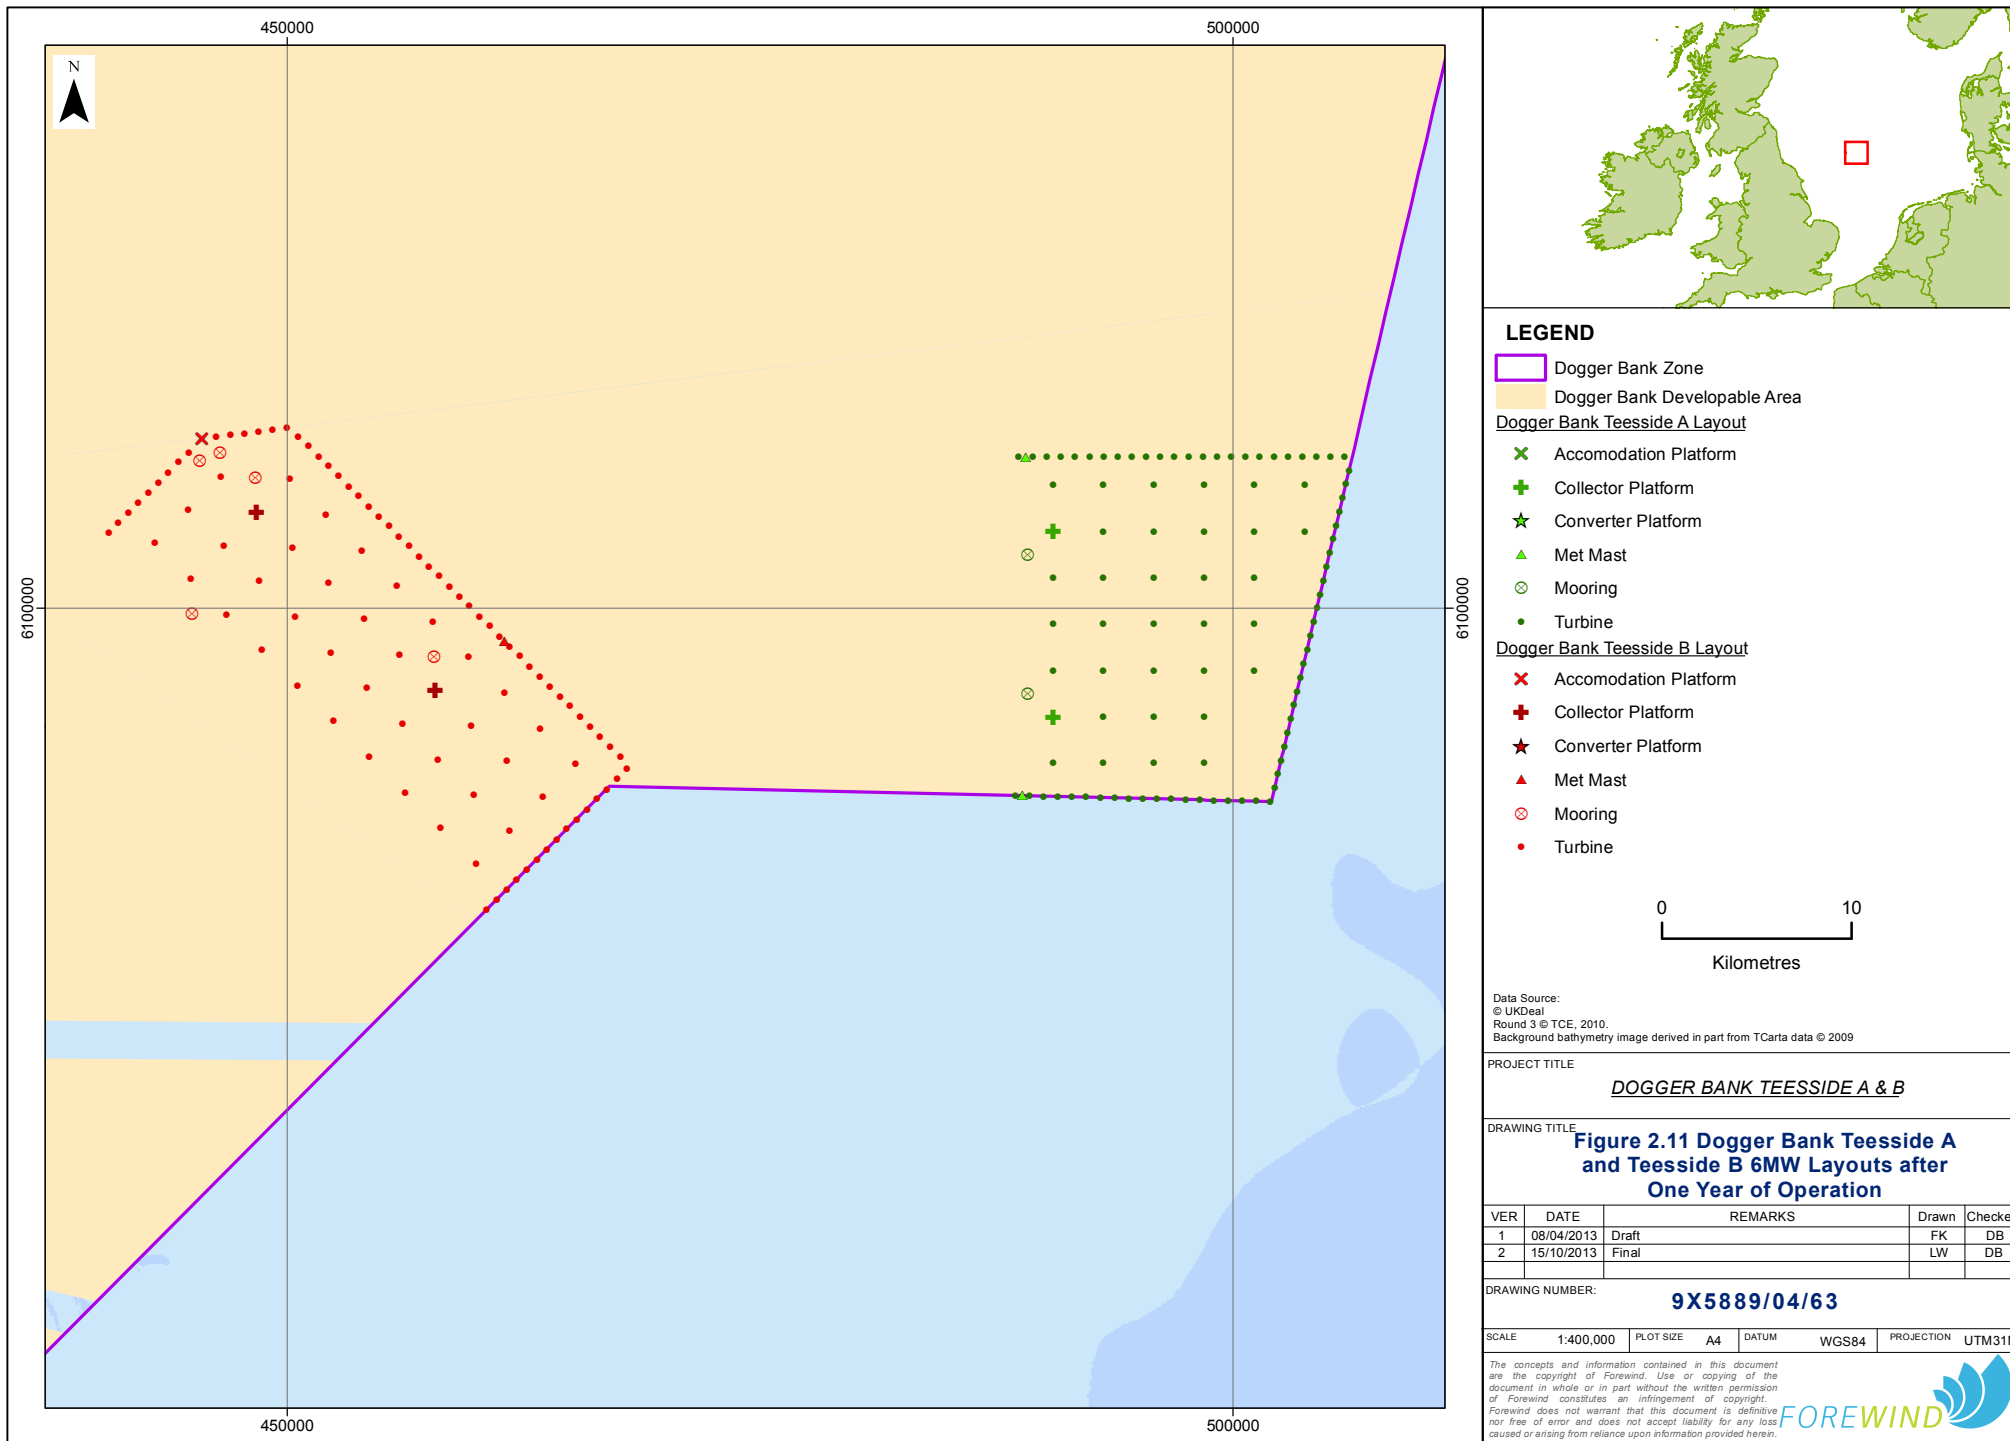 450000
500000
N
6100000
6100000
450000
500000
LEGEND
Dogger Bank Zone
Dogger Bank Developable Area
Dogger Bank Teesside A Layout
Accomodation Platform
Collector Platform
Converter Platform
Met Mast
Mooring
Turbine
Dogger Bank Teesside B Layout
Accomodation Platform
Collector Platform
Converter Platform
Met Mast
Mooring
Turbine
0 10
Kilometres
Data Source:
© UKDeal
Round 3 © TCE, 2010.
Background bathymetry image derived in part from TCarta data © 2009
PROJECT TITLE
DOGGER BANK TEESSIDE A & B
DRAWING TITLE
Figure 2.11 Dogger Bank Teesside A
and Teesside B 6MW Layouts after
One Year of Operation
VER DATE REMARKS Drawn Checke
1 08/04/2013 Draft FK DB
2 15/10/2013 Final LW DB
DRAWING NUMBER:
9X5889/04/63
SCALE 1:400,000 PLOT SIZE A4 DATUM WGS84 PROJECTION UTM31
The concepts and information contained in this document
are the copyright of Forewind. Use or copying of the
document in whole or in part without the written permission
of Forewind constitutes an infringement of copyright.
Forewind does not warrant that this document is definitive
nor free of error and does not accept liability for any loss
caused or arising from reliance upon information provided herein.
FOREWIND